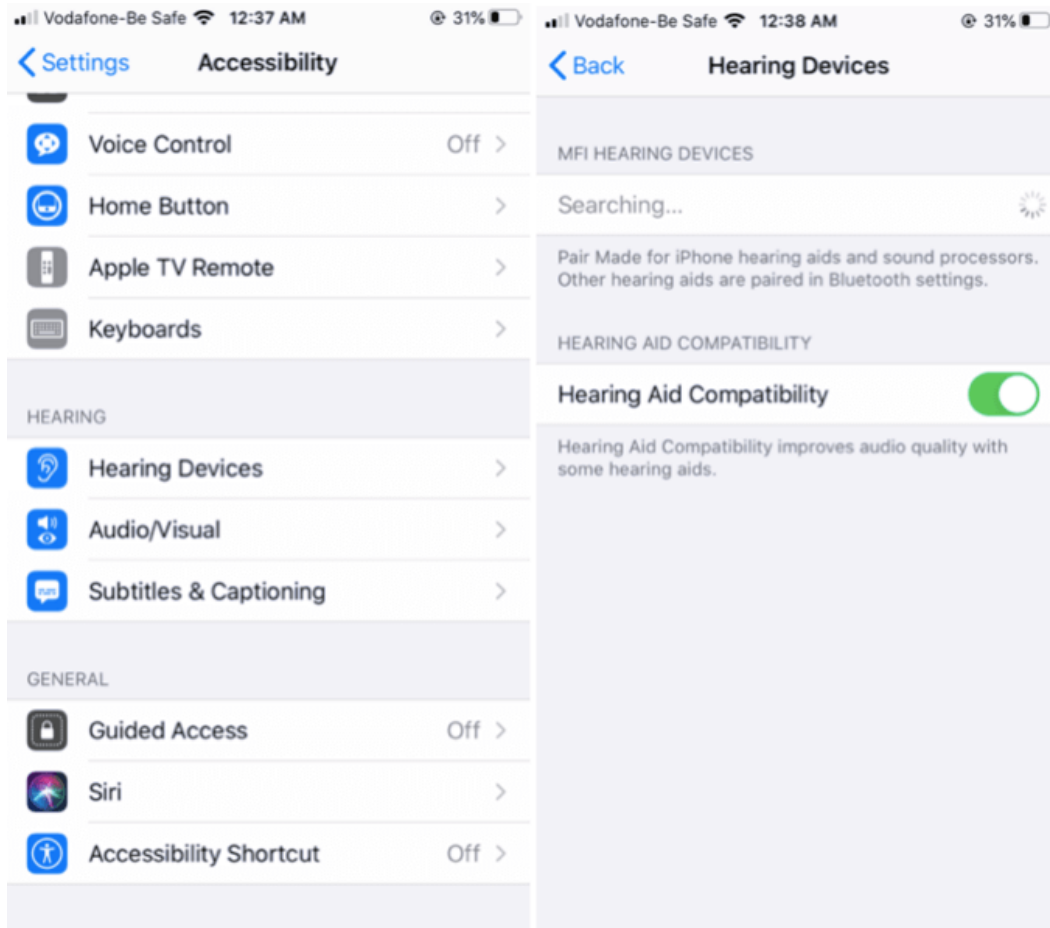 Vodafone-Be Safe 12:37 AM 31%
Settings Accessibility
Voice Control Off
Home Button
Apple TV Remote
Keyboards
HEARING
Hearing Devices
Audio/Visual
Subtitles & Captioning
GENERAL
Guided Access Off
Siri
Accessibility Shortcut Off
Vodafone-Be Safe 12:38 AM 31%
Back Hearing Devices
MFI HEARING DEVICES
Searching...
Pair Made for iPhone hearing aids and sound processors.
Other hearing aids are paired in Bluetooth settings.
HEARING AID COMPATIBILITY
Hearing Aid Compatibility
Hearing Aid Compatibility improves audio quality with
some hearing aids.